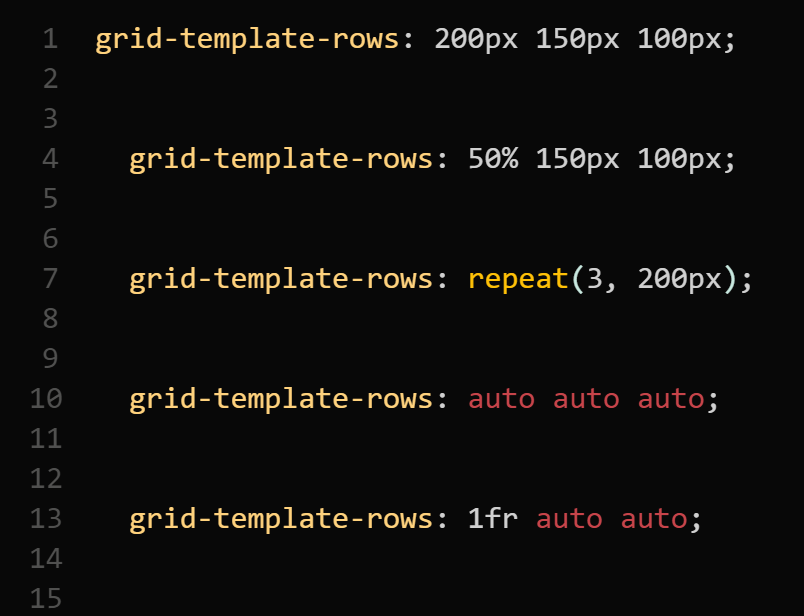 1 grid-template-rows: 200px 150px 100px;
2
3
4 grid-template-rows: 50% 150px 100px;
5
6
7 grid-template-rows: repeat(3, 200px);
8
9
10 grid-template-rows: auto auto auto;
11
12
13 grid-template-rows: 1fr auto auto;
14
15